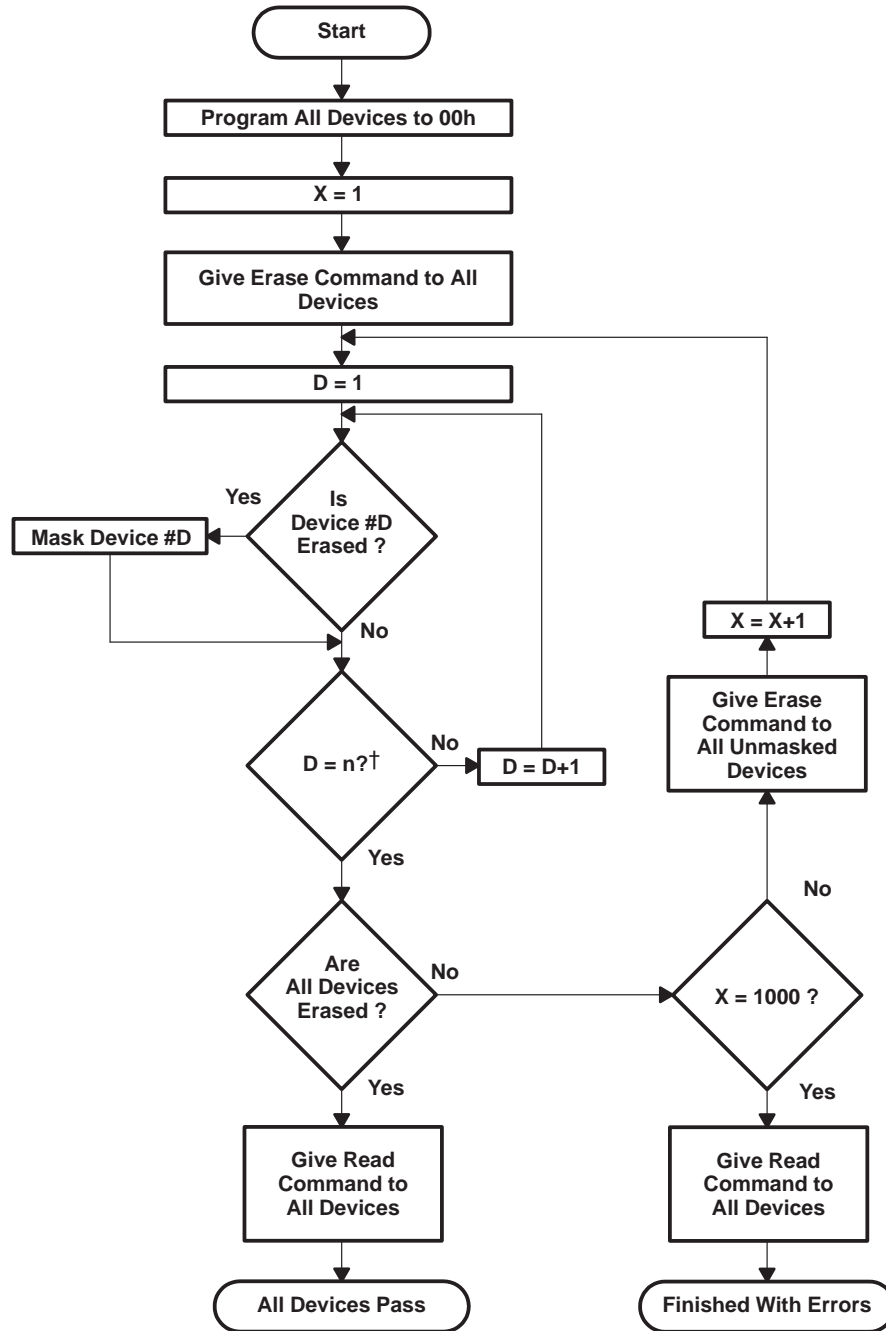 Start
Program All Devices to 00h
X = 1
Give Erase Command to All
Devices
D = 1
Yes
Is
Device #D
Erased ?
Mask Device #D
No
X = X+1
Give Erase
Command to
All Unmasked
Devices
D = n?†
No
D = D+1
Yes
No
Are
All Devices
Erased ?
No
X = 1000 ?
Yes
Yes
Give Read
Command to
All Devices
Give Read
Command to
All Devices
All Devices Pass
Finished With Errors